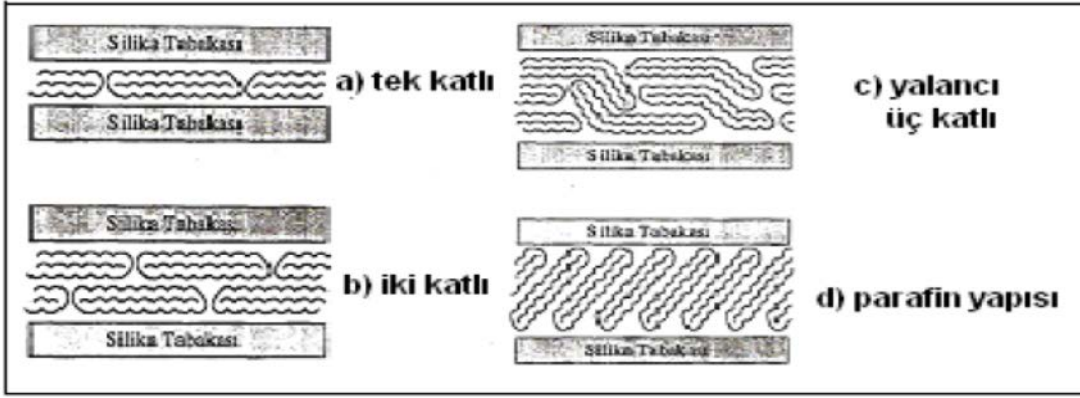 Silika Tabakası
a) tek katlı
Silika Tabakası
Silika Tabakası
b) iki katlı
Silika Tabakası
Silika Tabakası
c) yalancı
üç katlı
Silika Tabakası
Silika Tabakası
d) parafin yapısı
Silika Tabakası